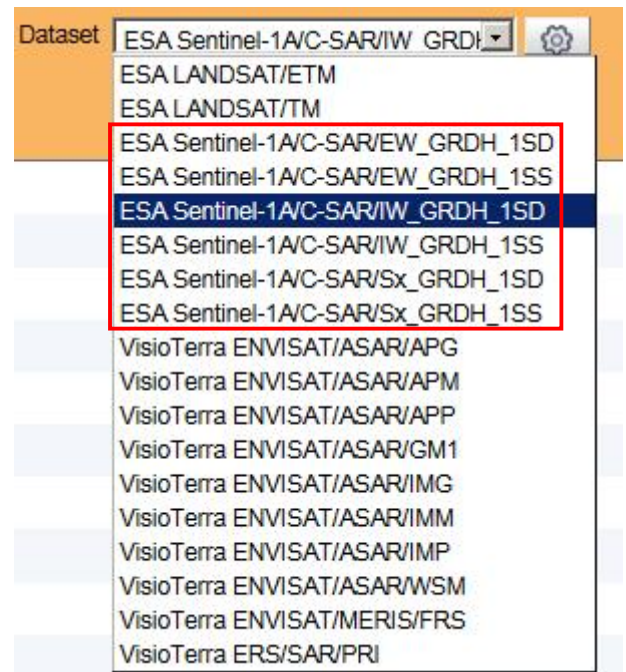 Dataset ESA Sentinel-1A/C-SAR/IW_GRDH
ESA LANDSAT/ETM
ESA LANDSAT/TM
ESA Sentinel-1A/C-SAR/EW_GRDH_1SD
ESA Sentinel-1A/C-SAR/EW_GRDH_1SS
ESA Sentinel-1A/C-SAR/IW_GRDH_1SD
ESA Sentinel-1A/C-SAR/IW_GRDH_1SS
ESA Sentinel-1A/C-SAR/Sx_GRDH_1SD
ESA Sentinel-1A/C-SAR/Sx_GRDH_1SS
VisioTerra ENVISAT/ASAR/APG
VisioTerra ENVISAT/ASAR/APM
VisioTerra ENVISAT/ASAR/APP
VisioTerra ENVISAT/ASAR/GM1
VisioTerra ENVISAT/ASAR/IMG
VisioTerra ENVISAT/ASAR/IMM
VisioTerra ENVISAT/ASAR/IMP
VisioTerra ENVISAT/ASAR/WSM
VisioTerra ENVISAT/MERIS/FRS
VisioTerra ERS/SAR/PRI